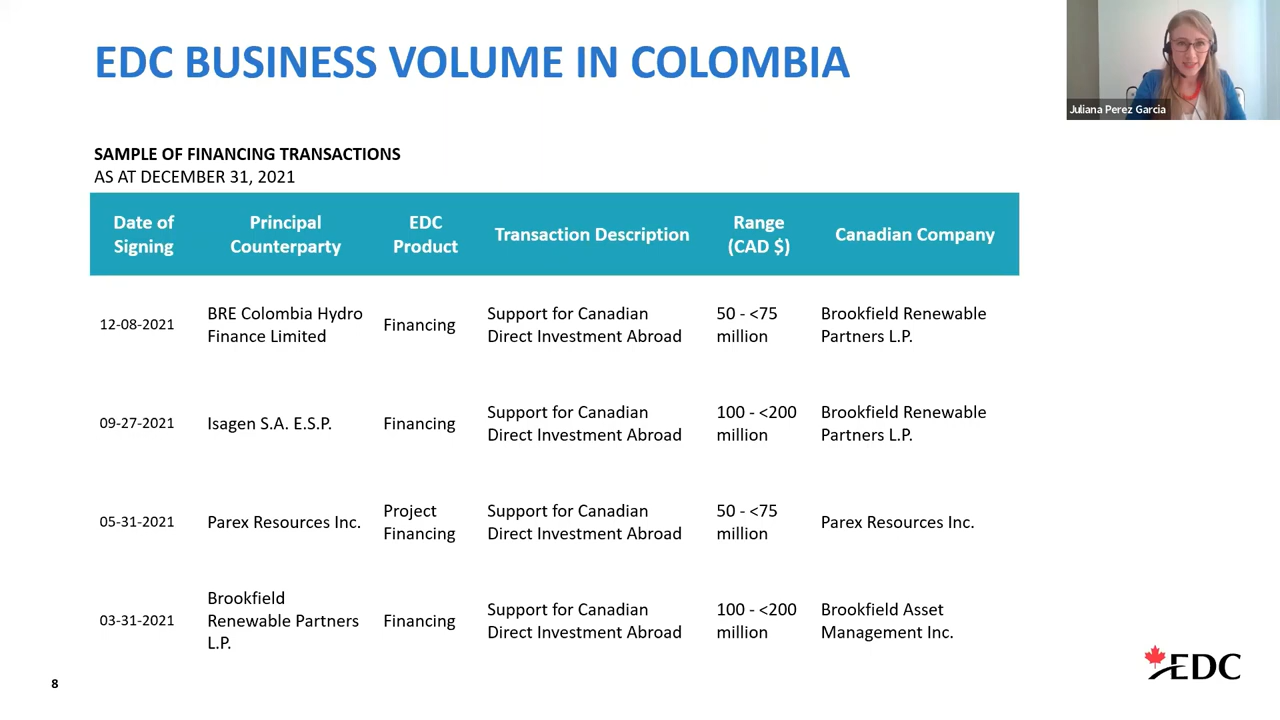 EDC BUSINESS VOLUME IN COLOMBIA
Juliana Perez Garcia
SAMPLE OF FINANCING TRANSACTIONS
AS AT DECEMBER 31, 2021
Date of
Signing
Principal
Counterparty
EDC
Product
Transaction Description
Range
(CAD $)
Canadian Company
12-08-2021
BRE Colombia Hydro
Finance Limited
Financing
Support for Canadian
Direct Investment Abroad
50 - <75
million
Brookfield Renewable
Partners L.P.
09-27-2021
Isagen S.A. E.S.P.
Financing
Support for Canadian
Direct Investment Abroad
100 - <200
million
Brookfield Renewable
Partners L.P.
05-31-2021
Parex Resources Inc.
Project
Financing
Support for Canadian
Direct Investment Abroad
50 - <75
million
Parex Resources Inc.
03-31-2021
Brookfield
Renewable Partners
L.P.
Financing
Support for Canadian
Direct Investment Abroad
100 - <200
million
Brookfield Asset
Management Inc.
8
EDC